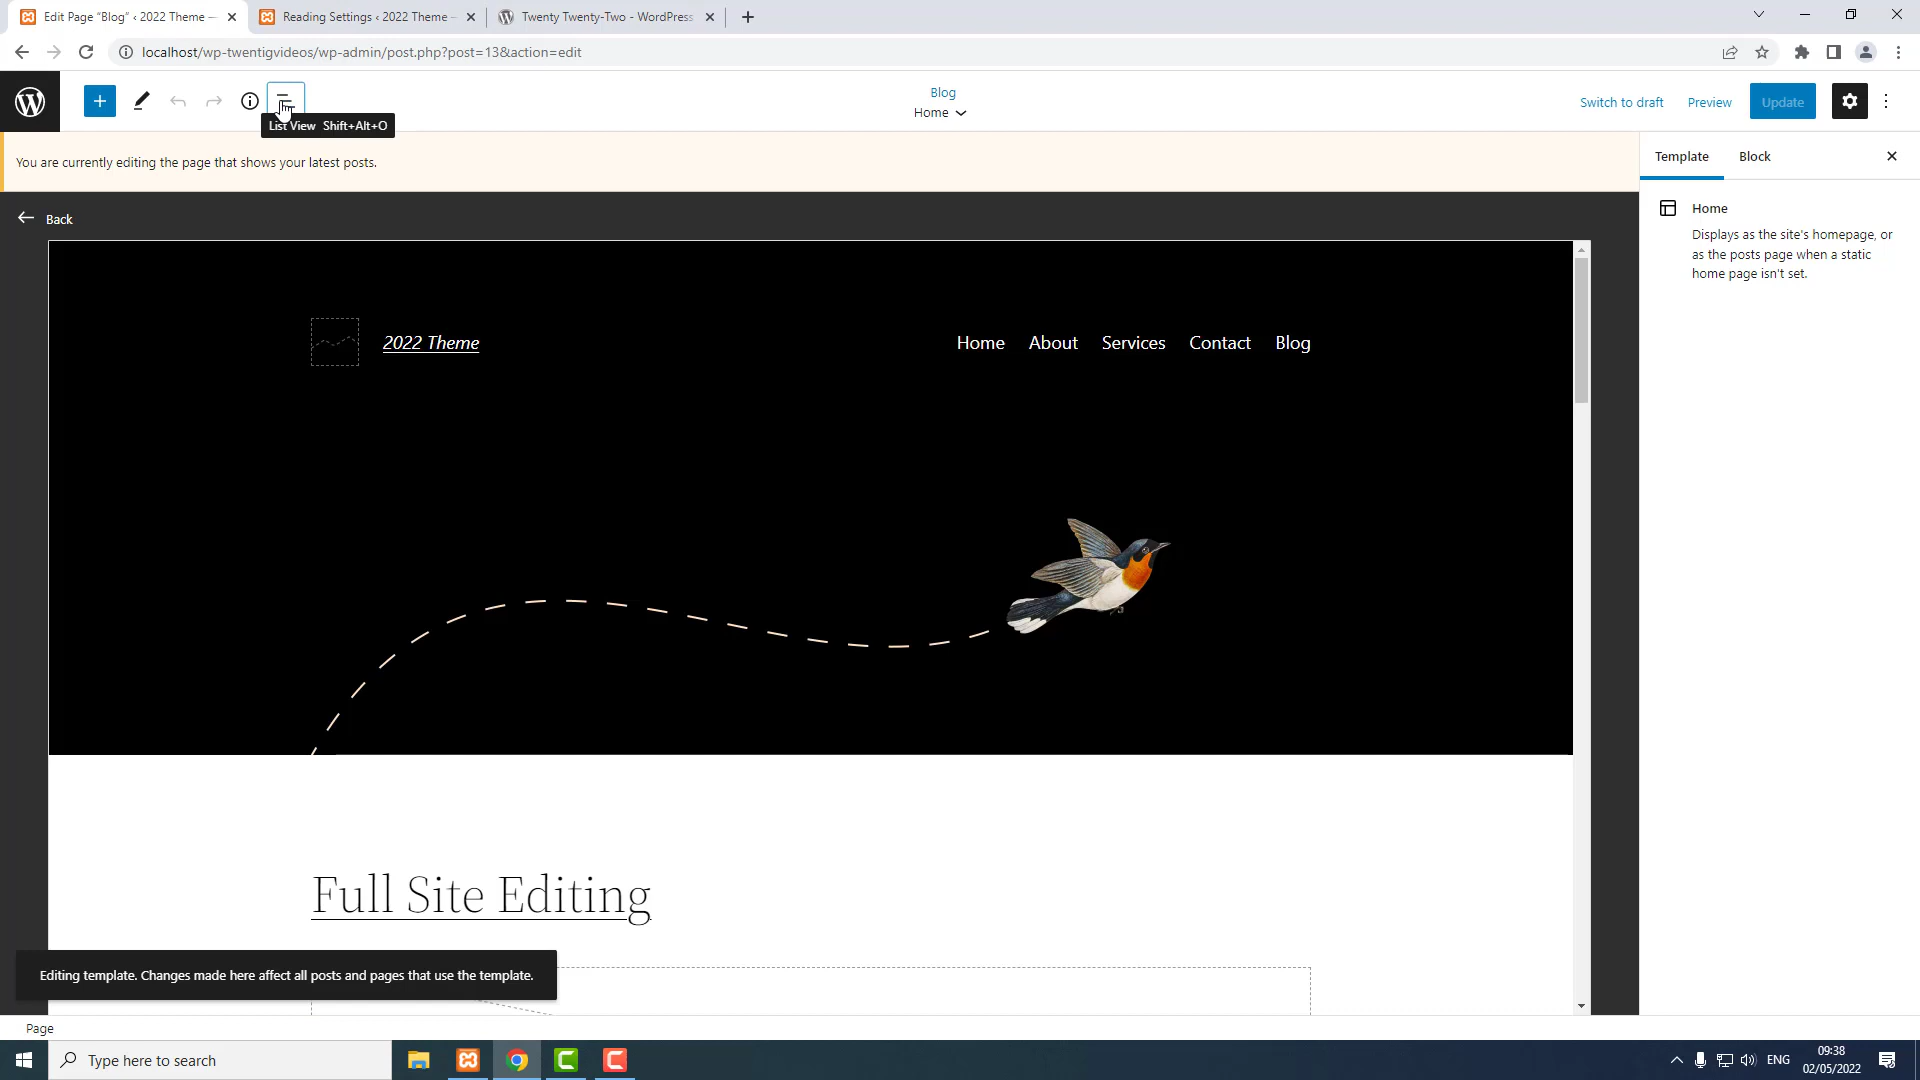 Edit Page "Blog" ‹ 2022 Theme —
Reading Settings ‹ 2022 Theme —
Twenty Twenty-Two - WordPress
localhost/wp-twentigvideos/wp-admin/post.php?post=13&action=edit
Blog
Home
Switch to draft
Preview
Update
List View Shift+Alt+O
You are currently editing the page that shows your latest posts.
Template
Block
Back
Home
Displays as the site's homepage, or
as the posts page when a static
home page isn't set.
2022 Theme
Home
About
Services
Contact
Blog
Full Site Editing
Editing template. Changes made here affect all posts and pages that use the template.
Page
Type here to search
ENG
09:38
02/05/2022